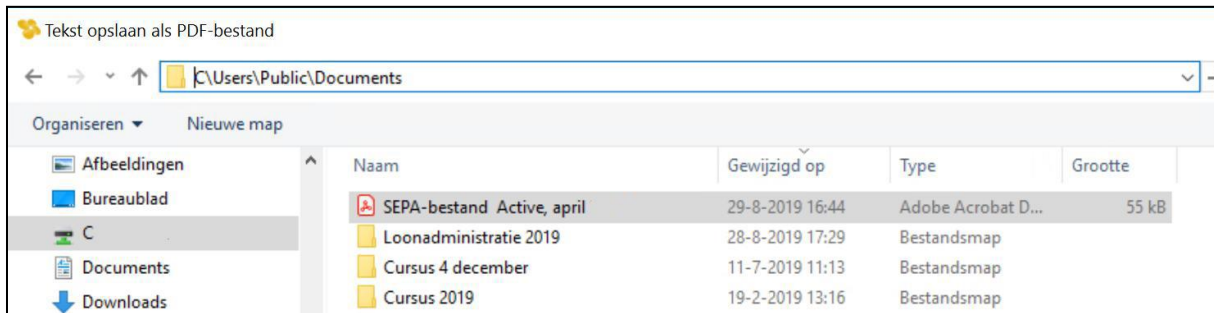 Tekst opslaan als PDF-bestand
C\Users\Public\Documents
Organiseren Nieuwe map
Afbeeldingen
Bureaublad
C
Documents
Downloads
Naam Gewijzigd op Type Grootte
SEPA-bestand Active, april 29-8-2019 16:44 Adobe Acrobat D... 55 kB
Loonadministratie 2019 28-8-2019 17:29 Bestandsmap
Cursus 4 december 11-7-2019 11:13 Bestandsmap
Cursus 2019 19-2-2019 13:16 Bestandsmap